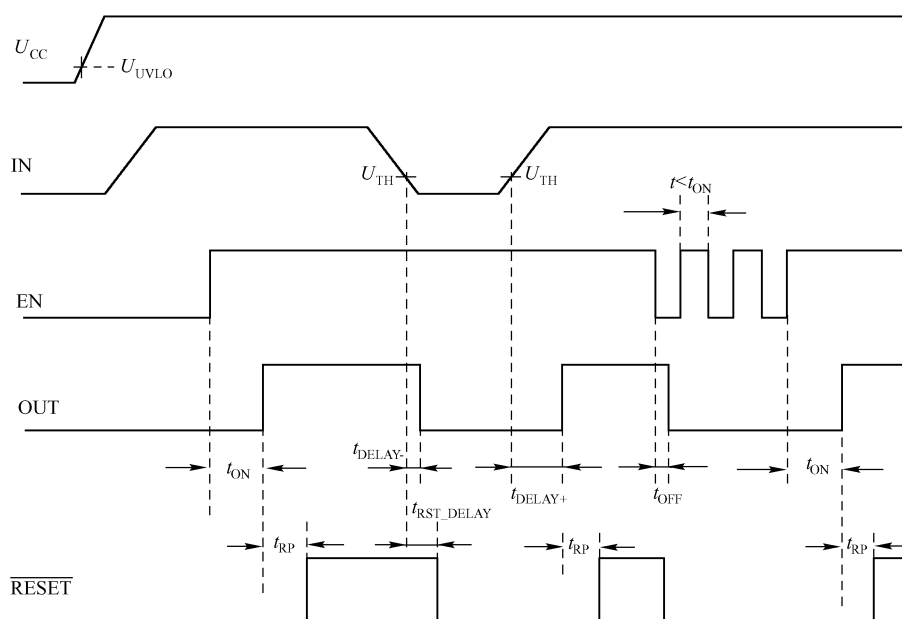 U_CC
U_UVLO
IN
U_TH
U_TH
t<t_ON
EN
OUT
t_ON
t_DELAY-
t_DELAY+
t_OFF
t_ON
t_RST_DELAY
t_RP
t_RP
t_RP
RESET